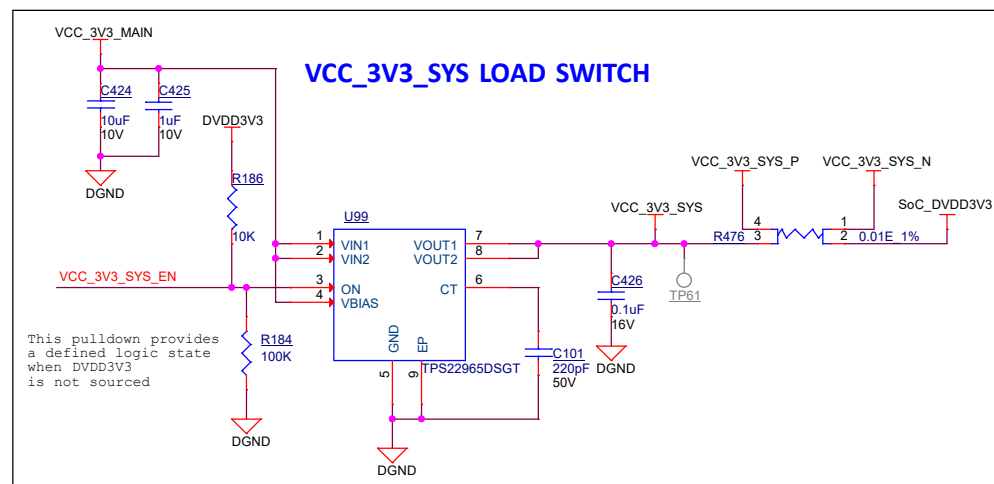 VCC_3V3_MAIN
VCC_3V3_SYS LOAD SWITCH
C424
10uF
10V
C425
1uF
10V
DGND
DVDD3V3
R186
10K
U99
1 VIN1
2 VIN2
3 ON
4 VBIAS
VOUT1 7
VOUT2 8
CT 6
GND
EP
5
9
TPS22965DSGT
VCC_3V3_SYS_EN
This pulldown provides
a defined logic state
when DVDD3V3
is not sourced
R184
100K
DGND
DGND
C101
220pF
50V
VCC_3V3_SYS
C426
0.1uF
16V
DGND
TP61
VCC_3V3_SYS_P
VCC_3V3_SYS_N
SoC_DVDD3V3
R476
4
3
1
2
0.01E_1%